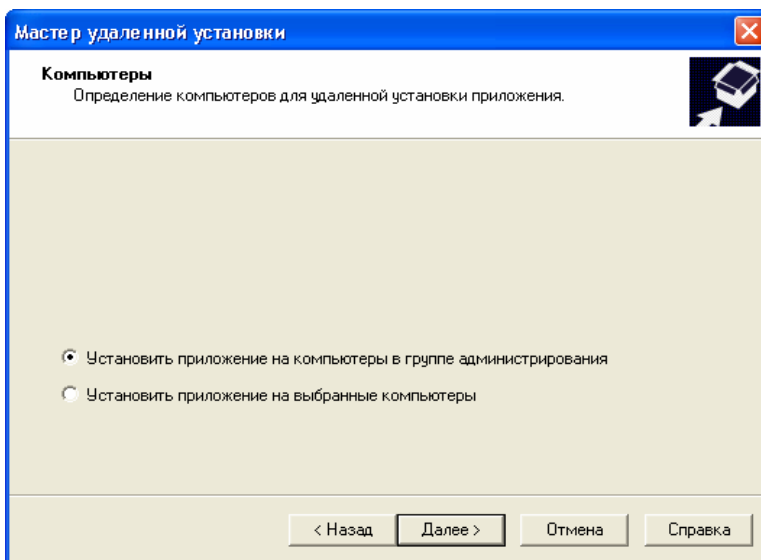 Мастер удаленной установки
Компьютеры
Определение компьютеров для удаленной установки приложения.
Установить приложение на компьютеры в группе администрирования
Установить приложение на выбранные компьютеры
< Назад Далее > Отмена Справка